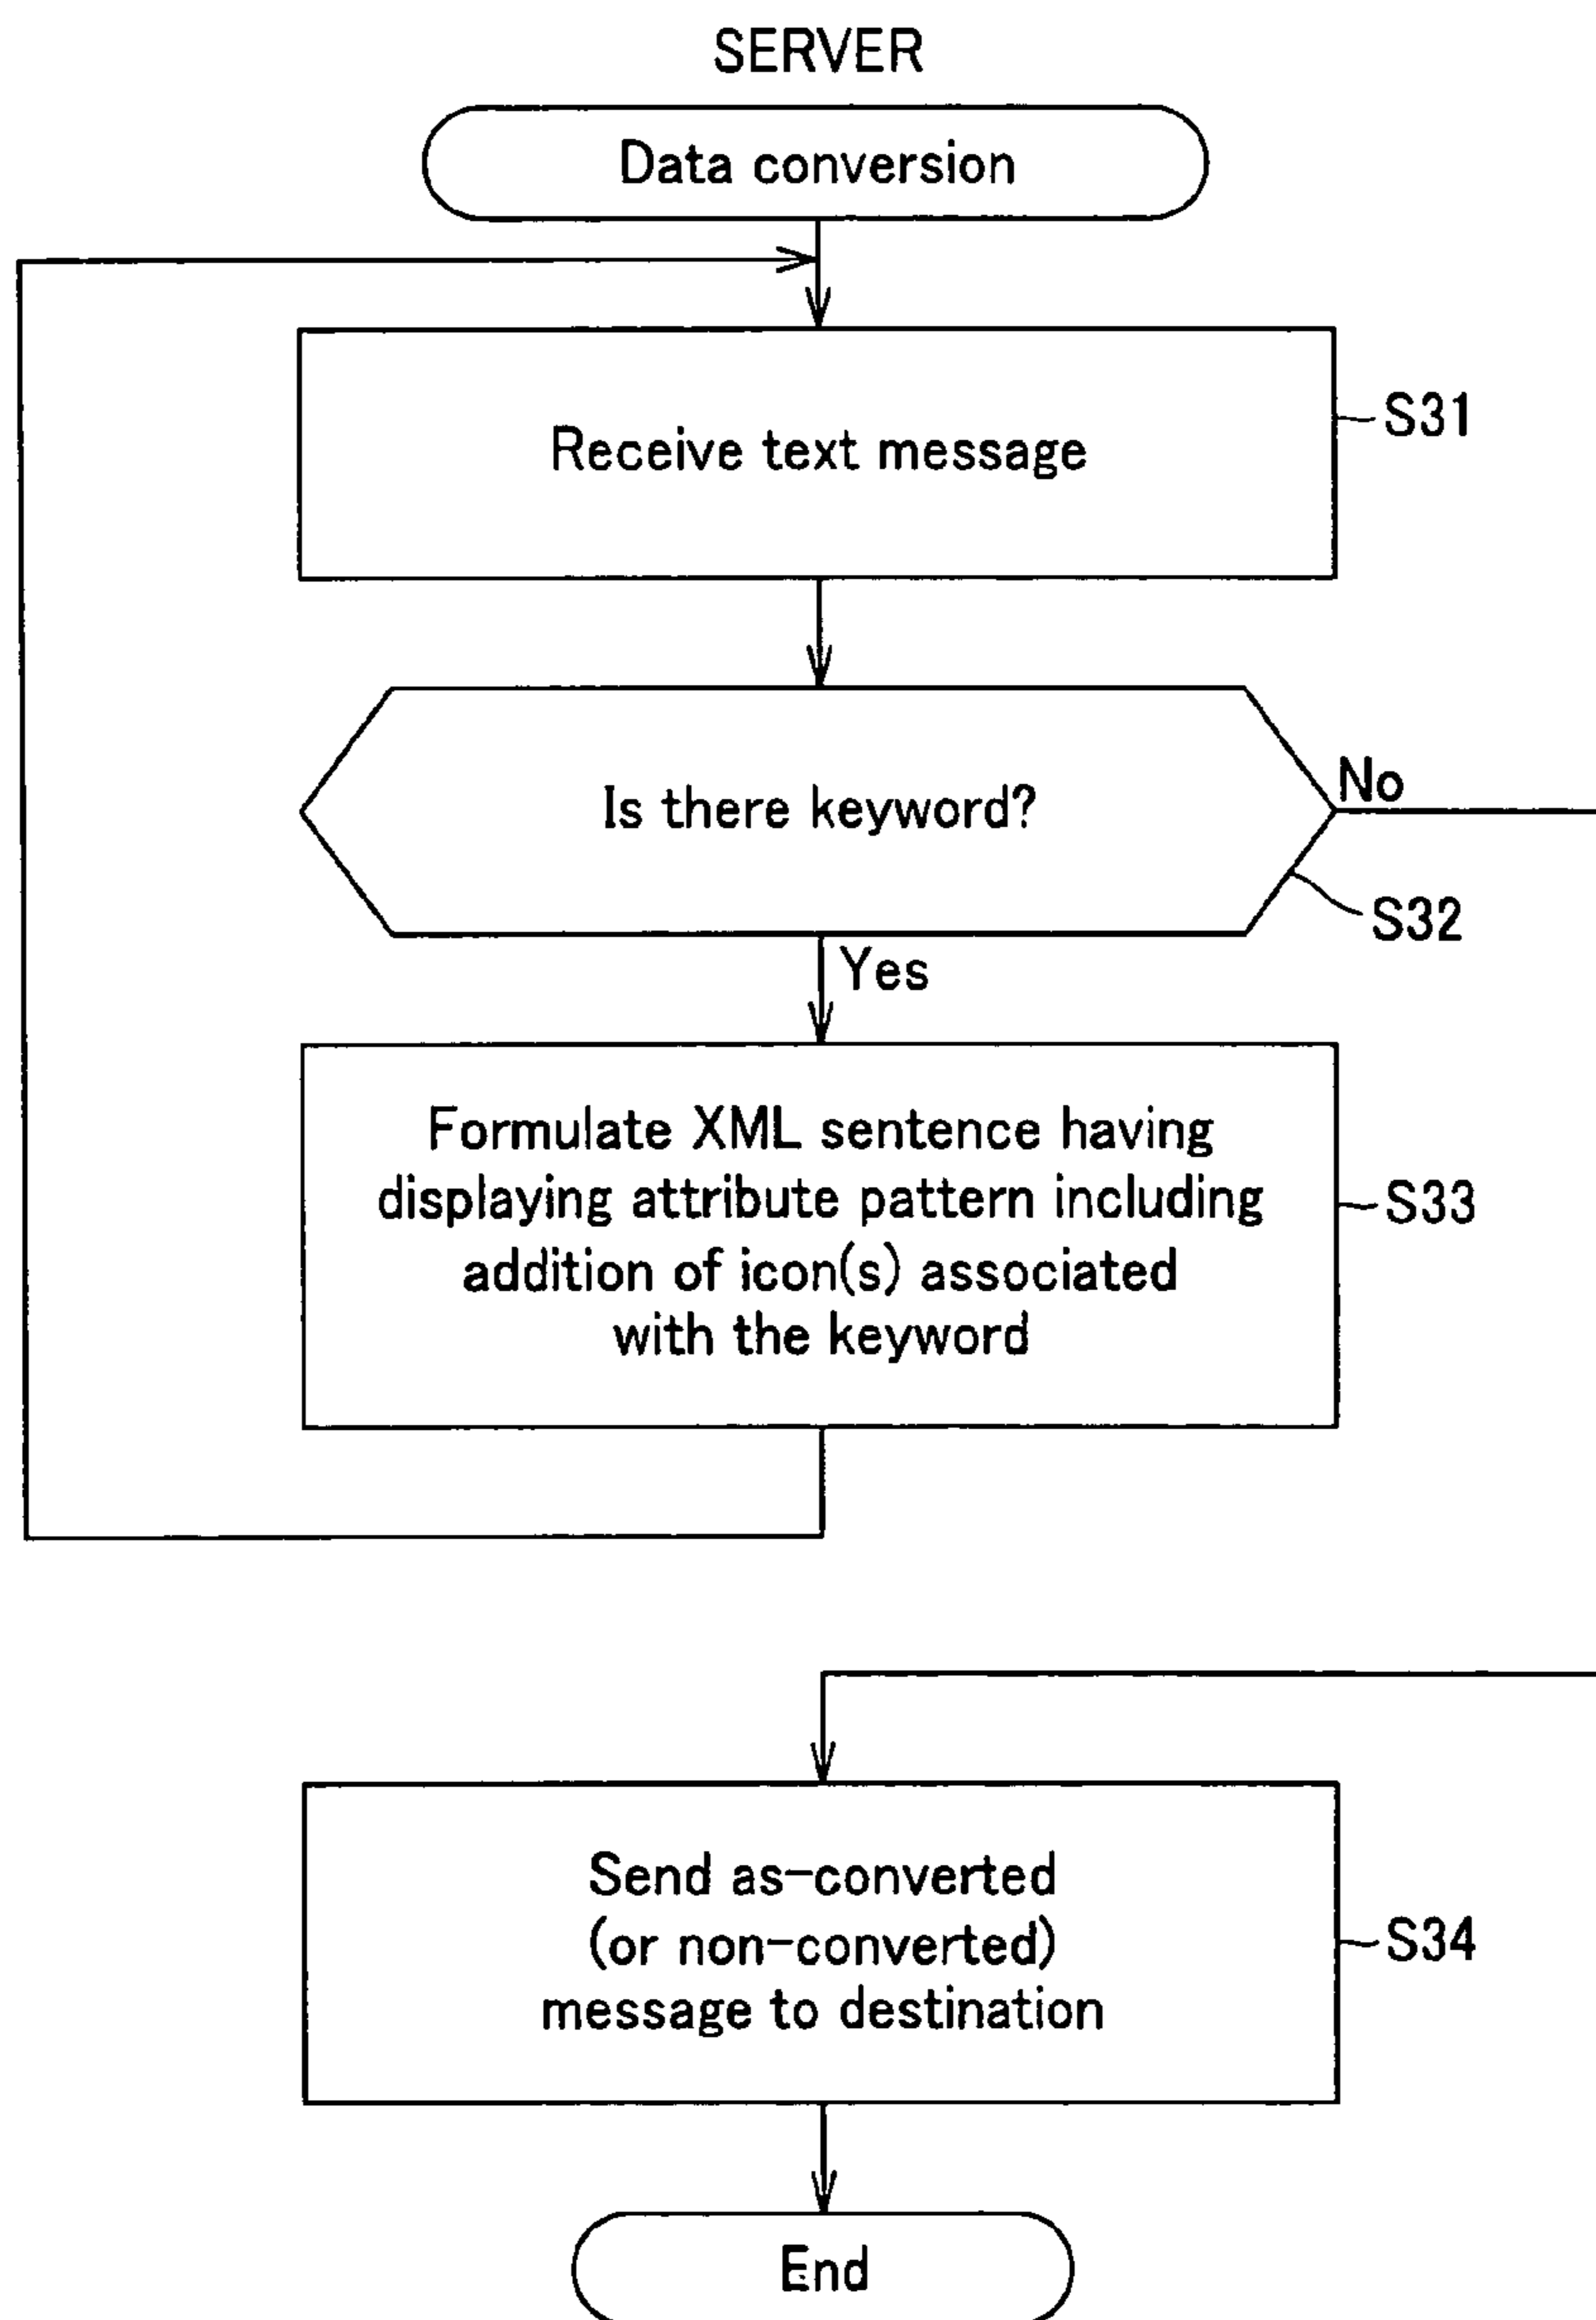 SERVER
Data conversion
Receive text message
S31
Is there keyword?
No
S32
Yes
Formulate XML sentence having
displaying attribute pattern including
addition of icon(s) associated
with the keyword
S33
Send as-converted
(or non-converted)
message to destination
S34
End